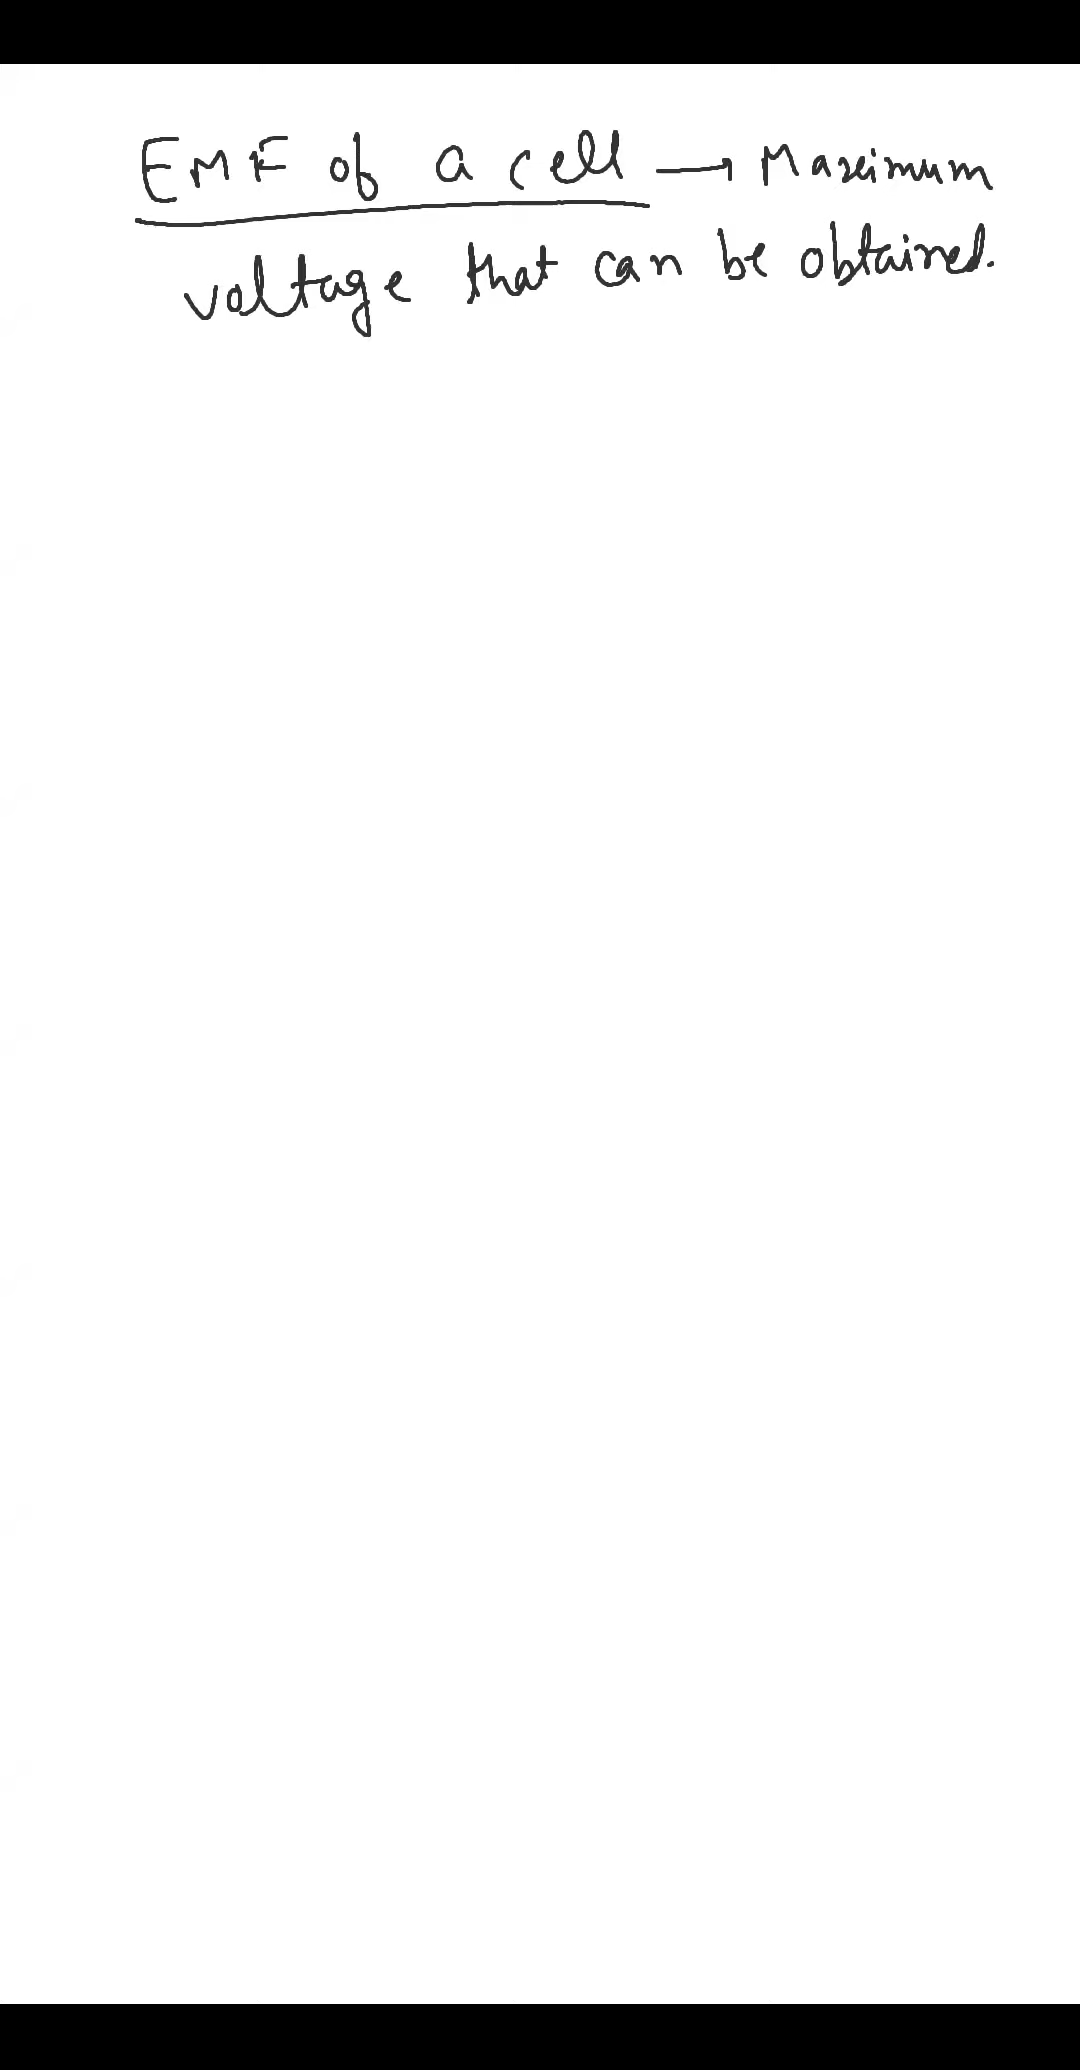 EMF of a cell → Maximum
voltage that can be obtained.